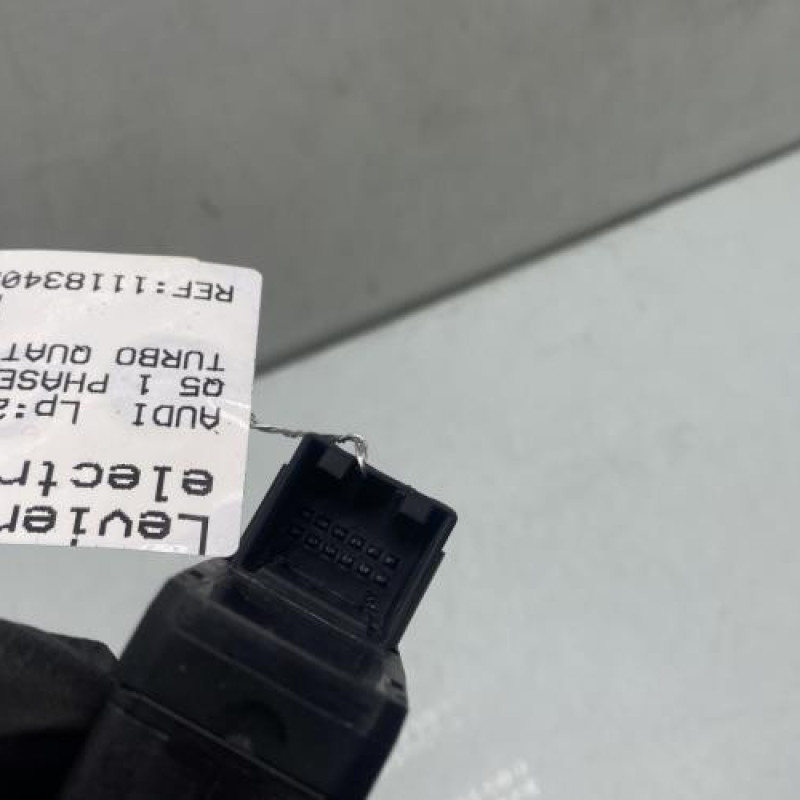 Levier
electr
AUDI Lp:2
Q5 1 PHASE
TURBO QUAT
REF:1118340